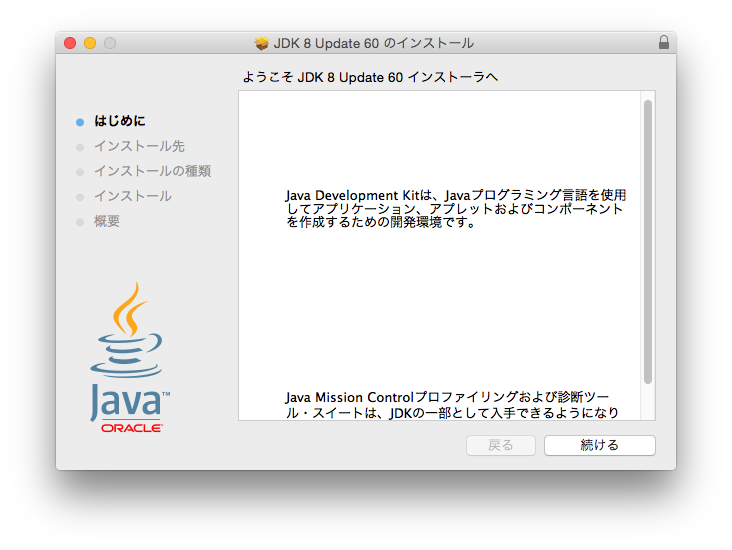 JDK 8 Update 60 のインストール
ようこそ JDK 8 Update 60 インストーラへ
はじめに
インストール先
インストールの種類
インストール
概要
Java Development Kitは、Javaプログラミング言語を使用
してアプリケーション、アプレットおよびコンポーネント
を作成するための開発環境です。
Java Mission Controlプロファイリングおよび診断ツー
ル・スイートは、JDKの一部として入手できるようになり
Java™
ORACLE
戻る
続ける